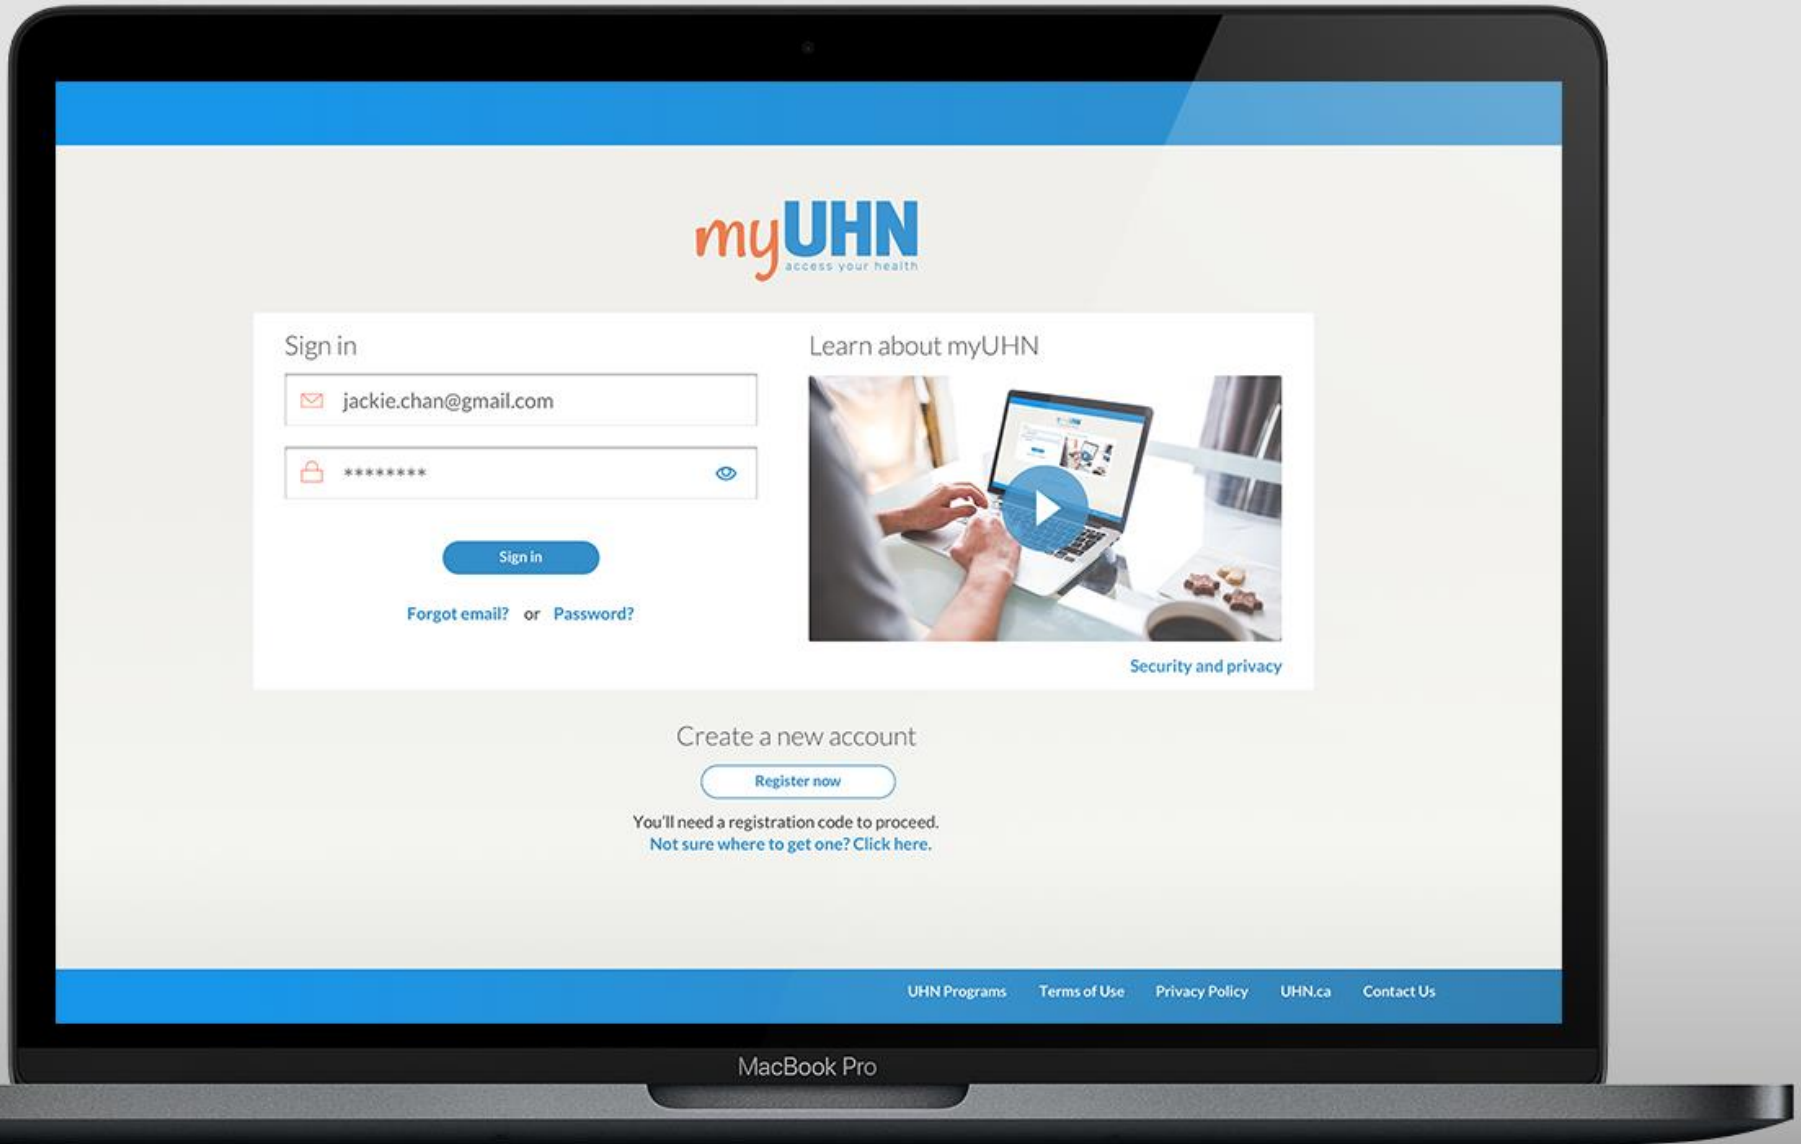 myUHN
access your health
Sign in
jackie.chan@gmail.com
********
Sign in
Forgot email? or Password?
Learn about myUHN
Security and privacy
Create a new account
Register now
You'll need a registration code to proceed.
Not sure where to get one? Click here.
UHN Programs Terms of Use Privacy Policy UHN.ca Contact Us
MacBook Pro